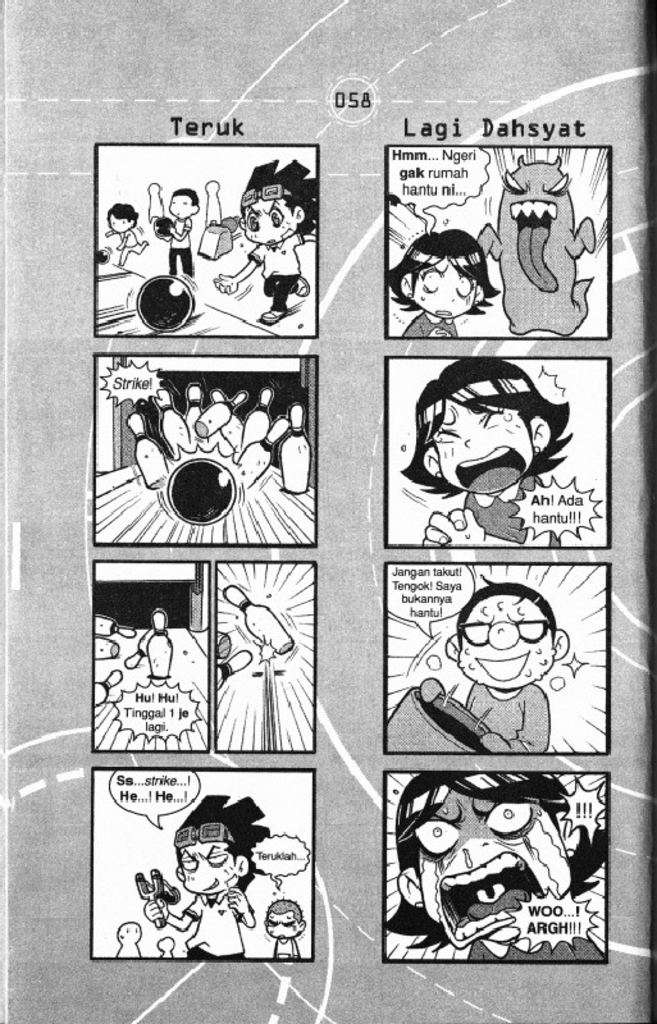 058
Teruk
Strike!
Hu! Hu!
Tinggal 1 je
lagi.
Ss...strike...!
He...! He...!
Teruklah...
Lagi Dahsyat
Hmm... Ngeri
gak rumah
hantu ni...
Ah! Ada
hantu!!!
Jangan takut!
Tengok! Saya
bukannya
hantu!
!!!
WOO...!
ARGH!!!